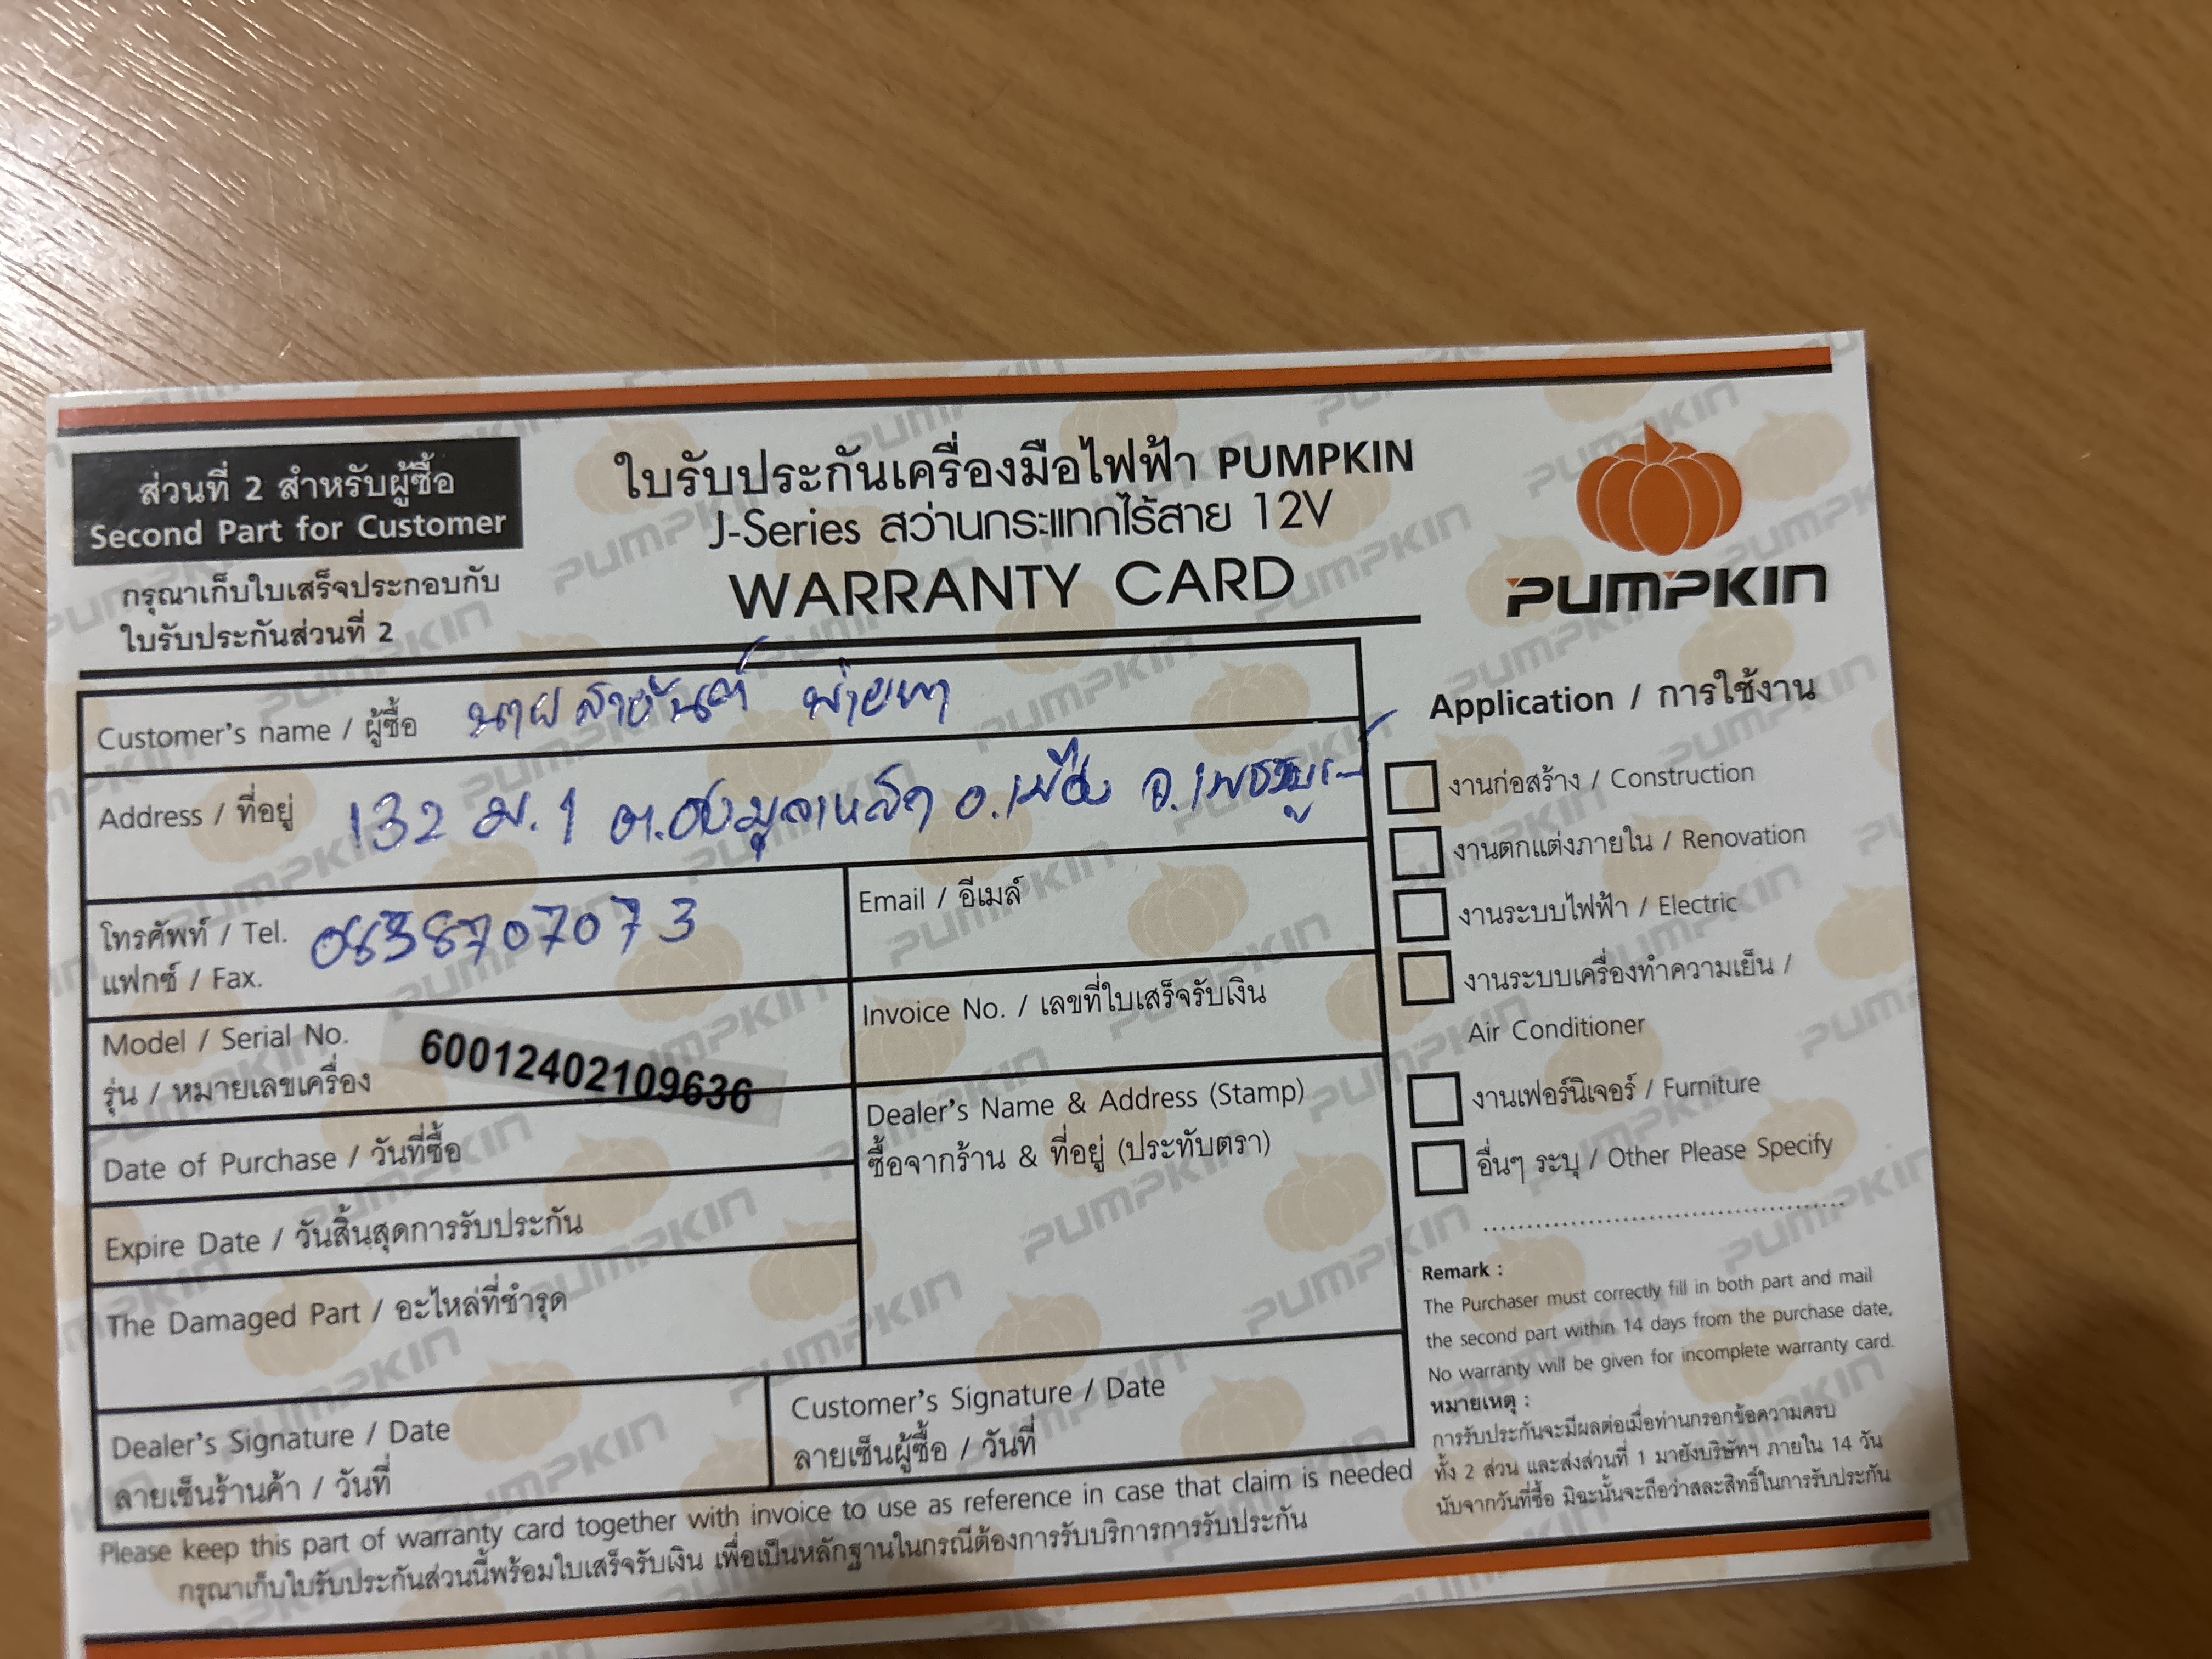 ส่วนที่ 2 สำหรับผู้ซื้อ
Second Part for Customer
กรุณาเก็บใบเสร็จประกอบกับ
ใบรับประกันส่วนที่ 2
ใบรับประกันเครื่องมือไฟฟ้า PUMPKIN
J-Series สว่านกระแทกไร้สาย 12V
WARRANTY CARD
PUMPKIN
Customer's name / ผู้ซื้อ นาย
Address / ที่อยู่ 132 ม.1 ต. อ.เมือง
โทรศัพท์ / Tel. 0838707073
แฟกซ์ / Fax.
Email / อีเมล์
Model / Serial No. 60012402109636
รุ่น / หมายเลขเครื่อง
Invoice No. / เลขที่ใบเสร็จรับเงิน
Date of Purchase / วันที่ซื้อ
Expire Date / วันสิ้นสุดการรับประกัน
The Damaged Part / อะไหล่ที่ชำรุด
Dealer's Name & Address (Stamp)
ซื้อจากร้าน & ที่อยู่ (ประทับตรา)
Dealer's Signature / Date
ลายเซ็นร้านค้า / วันที่
Customer's Signature / Date
ลายเซ็นผู้ซื้อ / วันที่
Please keep this part of warranty card together with invoice to use as reference in case that claim is needed
กรุณาเก็บใบรับประกันส่วนนี้พร้อมใบเสร็จรับเงิน เพื่อเป็นหลักฐานในกรณีต้องการรับบริการการรับประกัน
Application / การใช้งาน
งานก่อสร้าง / Construction
งานตกแต่งภายใน / Renovation
งานระบบไฟฟ้า / Electric
งานระบบเครื่องทำความเย็น /
Air Conditioner
งานเฟอร์นิเจอร์ / Furniture
อื่นๆ ระบุ / Other Please Specify
Remark :
The Purchaser must correctly fill in both part and mail
the second part within 14 days from the purchase date,
No warranty will be given for incomplete warranty card.
หมายเหตุ :
การรับประกันจะมีผลต่อเมื่อท่านกรอกข้อความครบ
ทั้ง 2 ส่วน และส่งส่วนที่ 1 มายังบริษัทฯ ภายใน 14 วัน
นับจากวันที่ซื้อ มิฉะนั้นจะถือว่าสละสิทธิ์ในการรับประกัน